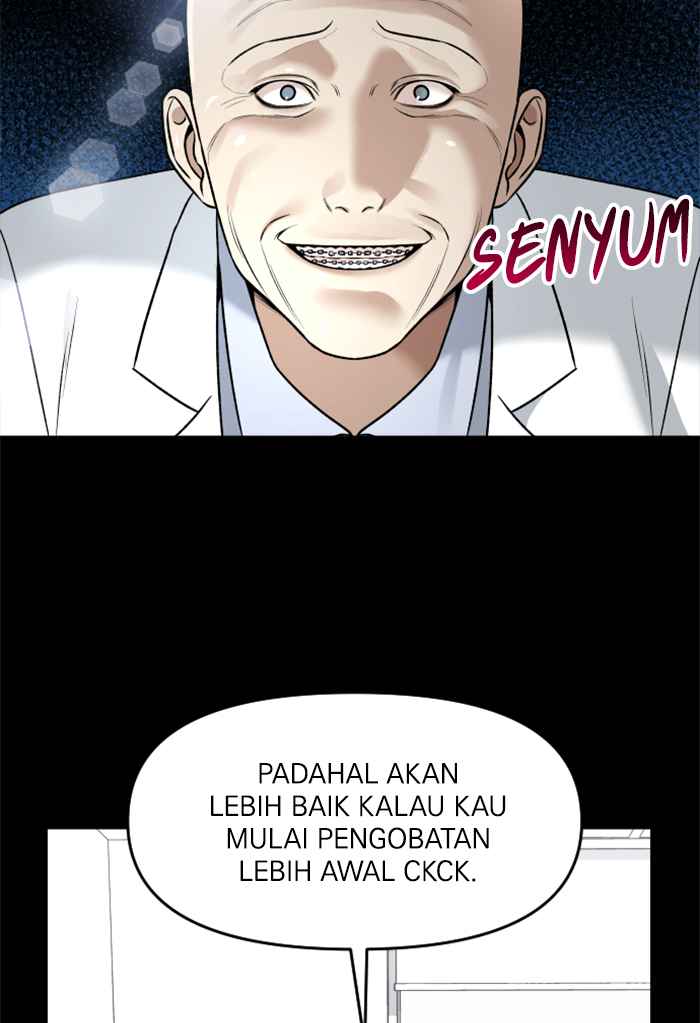 SENYUM
PADAHAL AKAN
LEBIH BAIK KALAU KAU
MULAI PENGOBATAN
LEBIH AWAL CKCK.